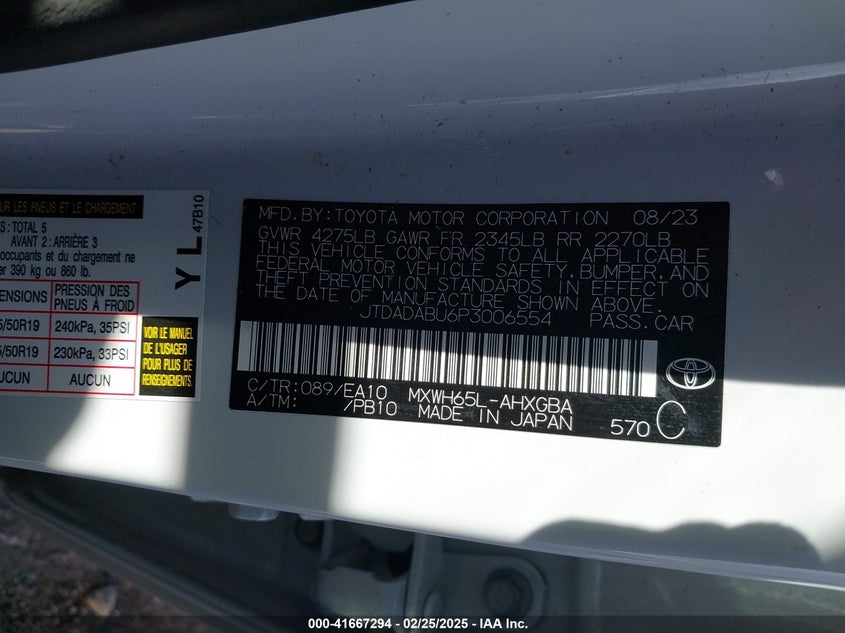 UR LES PNEUS ET LE CHARGEMENT
S: TOTAL 5
AVANT 2: ARRIÈRE 3
occupants et du chargement ne
er 390 kg ou 860 lb.
ENSIONS PRESSION DES PNEUS À FROID
5/50R19 240kPa, 35PSI
5/50R19 230kPa, 33PSI
UCUN AUCUN
VOIR LE MANUEL
DE L'USAGER
POUR PLUS DE
RENSEIGNEMENTS
Y L 47B10
MFD. BY: TOYOTA MOTOR CORPORATION 08/23
GVWR 4275LB GAWR FR 2345LB RR 2270LB
THIS VEHICLE CONFORMS TO ALL APPLICABLE
FEDERAL MOTOR VEHICLE SAFETY, BUMPER, AND
THEFT PREVENTION STANDARDS IN EFFECT ON
THE DATE OF MANUFACTURE SHOWN ABOVE.
JTDADABU6P3006554 PASS. CAR
C/TR: 089/EA10 MXWH65L-AHXGBA
A/TM: /PB10 MADE IN JAPAN 570 C
000-41667294 - 02/25/2025 - IAA Inc.